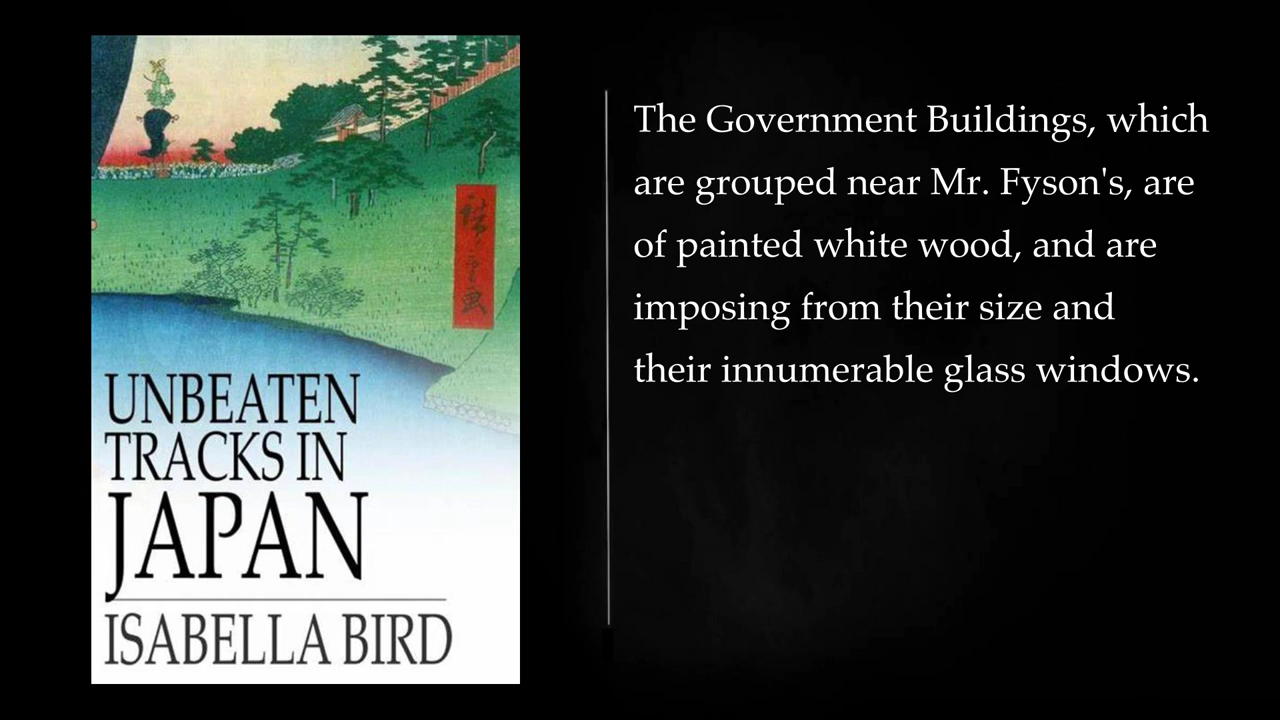 UNBEATEN
TRACKS IN
JAPAN
ISABELLA BIRD
The Government Buildings, which
are grouped near Mr. Fyson's, are
of painted white wood, and are
imposing from their size and
their innumerable glass windows.